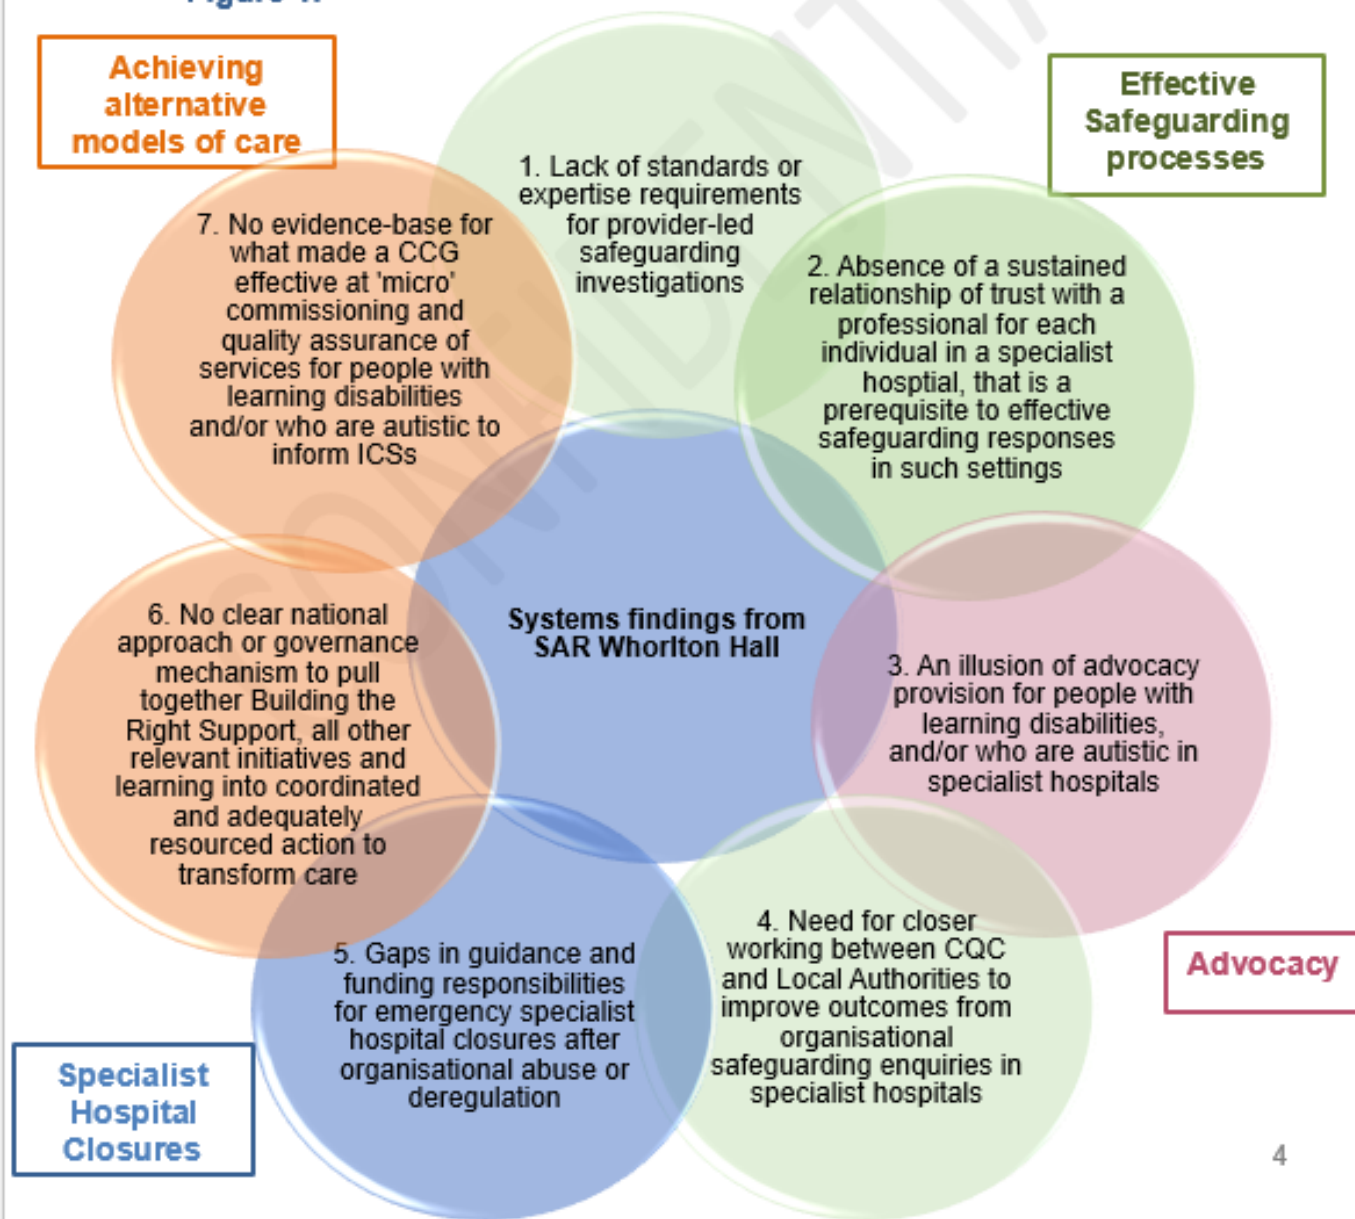 Figure 1.
Achieving
alternative
models of care
Effective
Safeguarding
processes
1. Lack of standards or
expertise requirements
for provider-led
safeguarding
investigations
2. Absence of a sustained
relationship of trust with a
professional for each
individual in a specialist
hosptial, that is a
prerequisite to effective
safeguarding responses
in such settings
7. No evidence-base for
what made a CCG
effective at 'micro'
commissioning and
quality assurance of
services for people with
learning disabilities
and/or who are autistic to
inform ICSs
Systems findings from
SAR Whorlton Hall
3. An illusion of advocacy
provision for people with
learning disabilities,
and/or who are autistic in
specialist hospitals
6. No clear national
approach or governance
mechanism to pull
together Building the
Right Support, all other
relevant initiatives and
learning into coordinated
and adequately
resourced action to
transform care
4. Need for closer
working between CQC
and Local Authorities to
improve outcomes from
organisational
safeguarding enquiries in
specialist hospitals
5. Gaps in guidance and
funding responsibilities
for emergency specialist
hospital closures after
organisational abuse or
deregulation
Advocacy
Specialist
Hospital
Closures
4